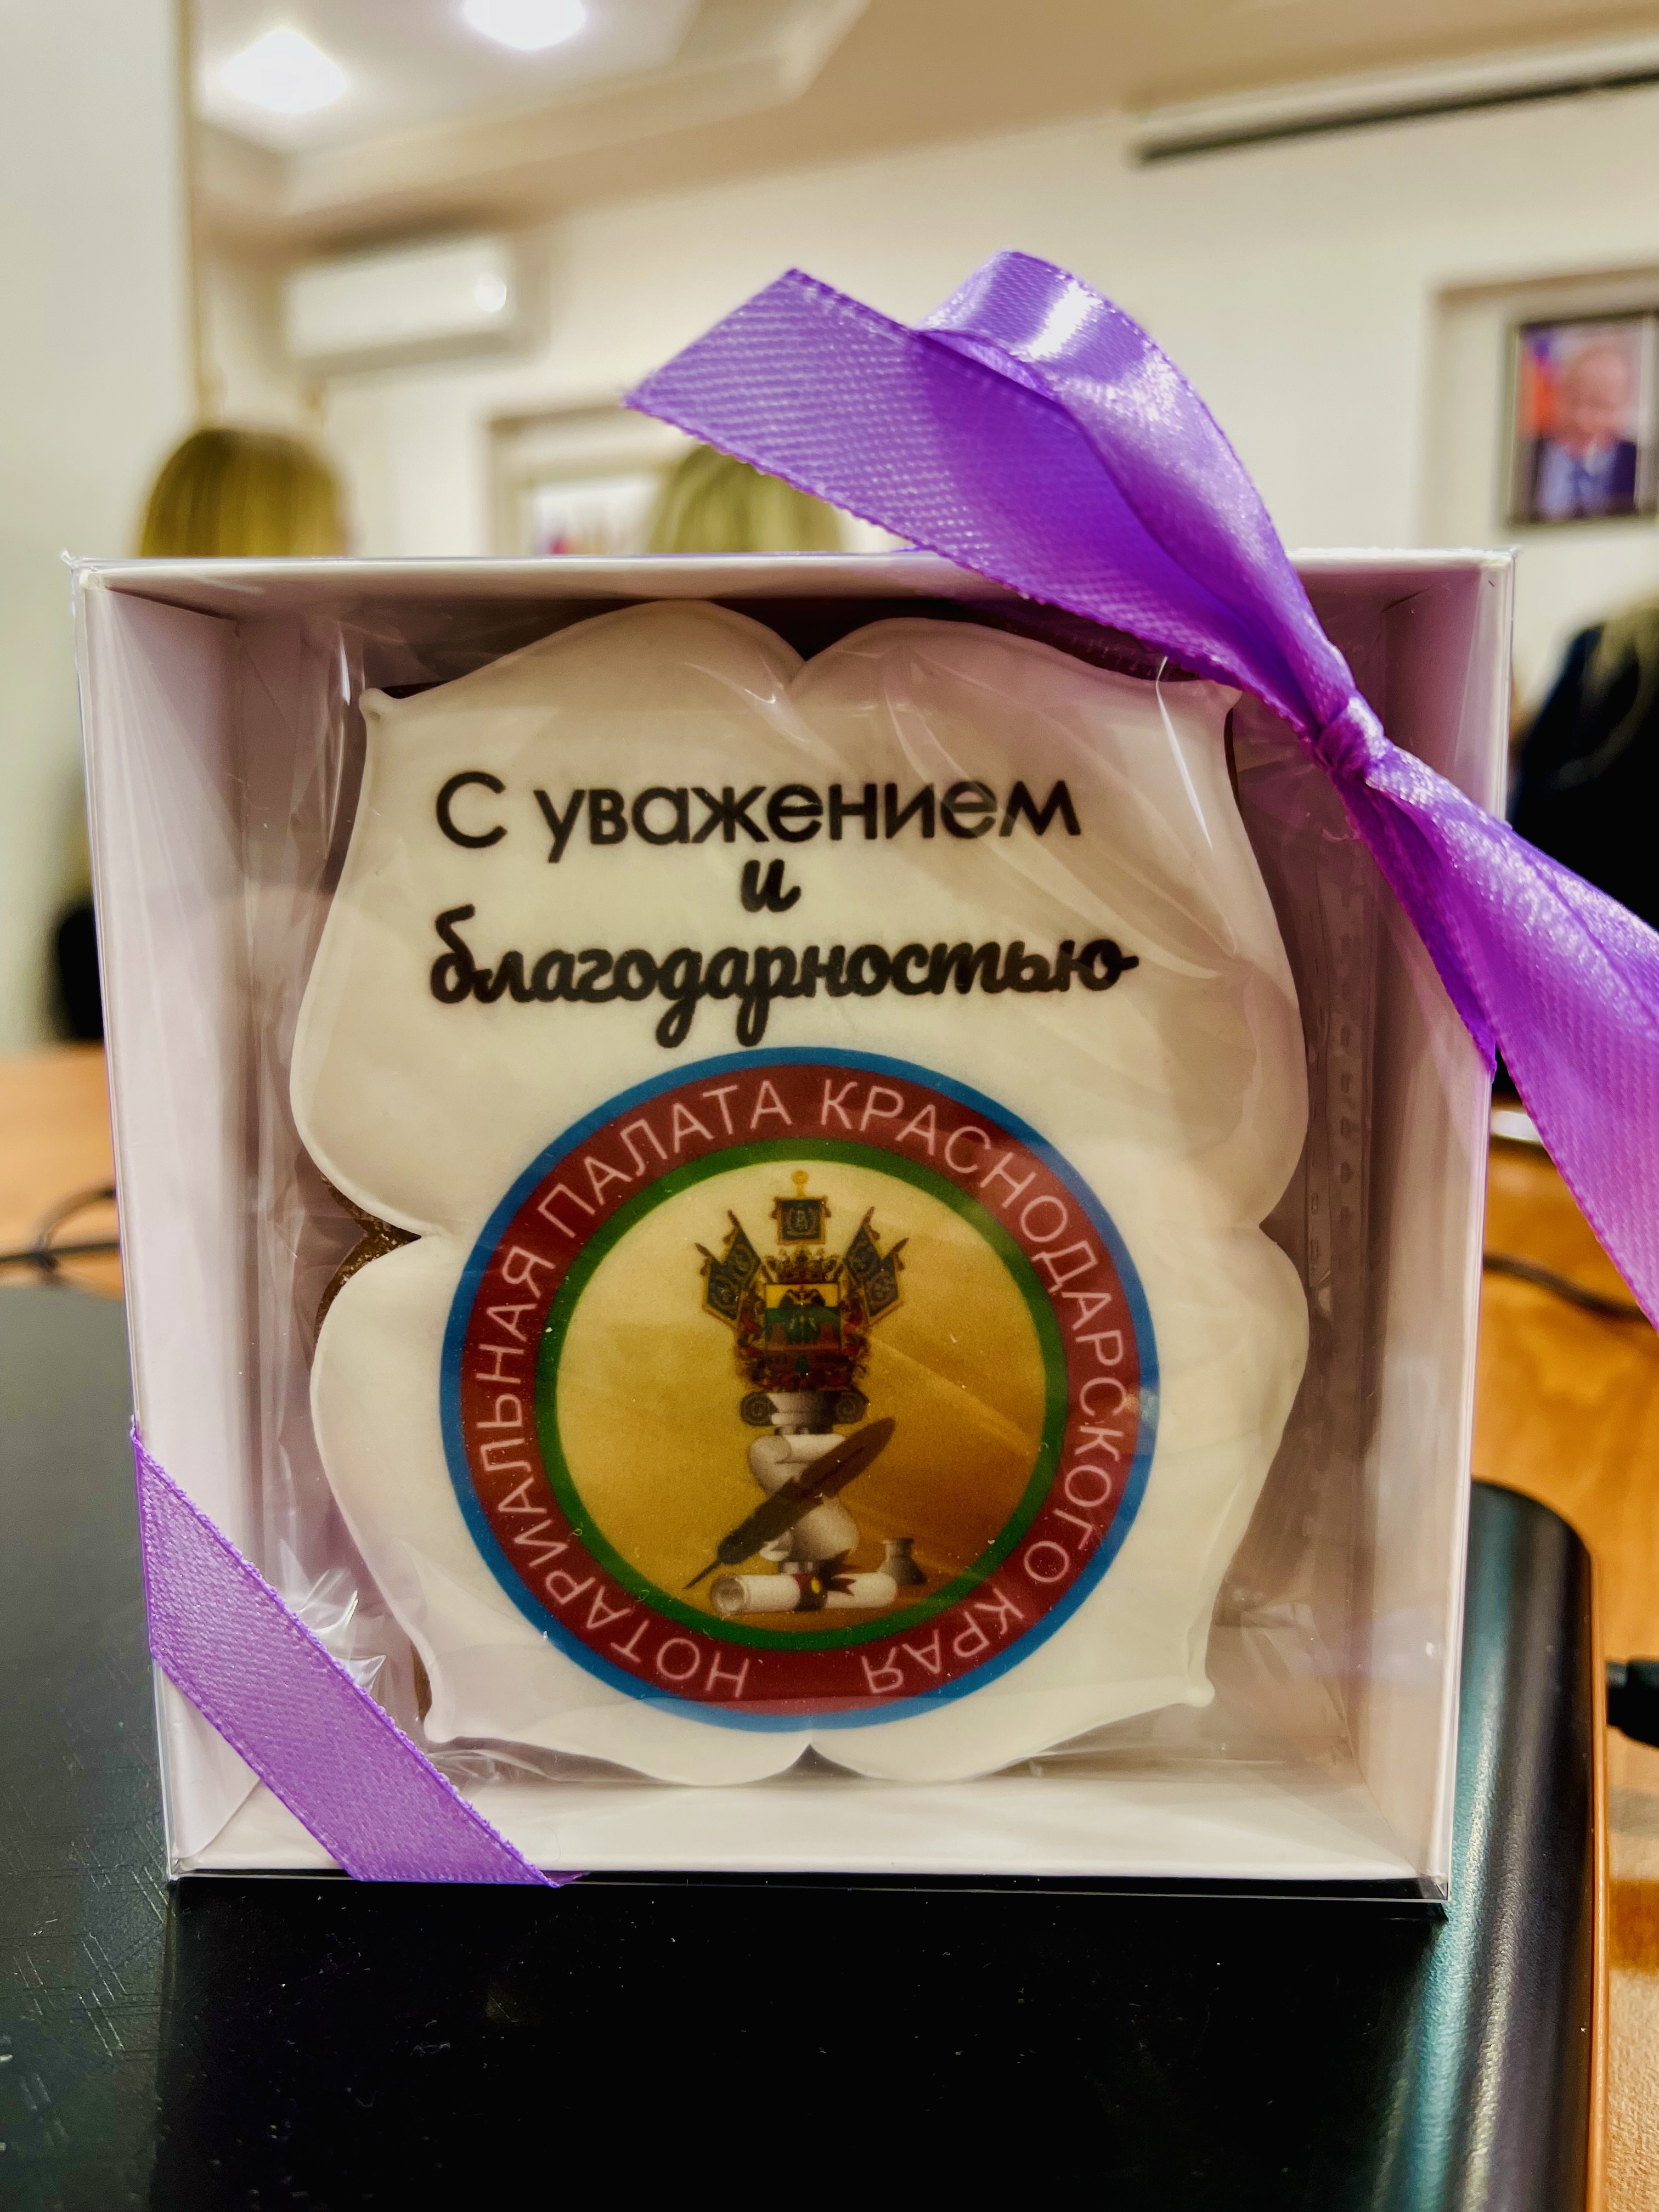 С уважением
и
благодарностью
НОТАРИАЛЬНАЯ ПАЛАТА КРАСНОДАРСКОГО КРАЯ